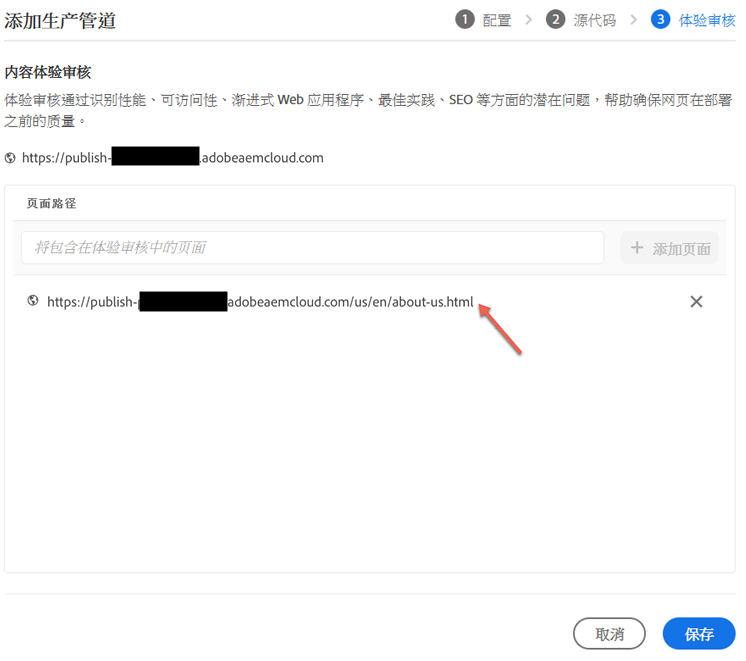 添加生产管道
1 配置 > 2 源代码 > 3 体验审核
内容体验审核
体验审核通过识别性能、可访问性、渐进式 Web 应用程序、最佳实践、SEO 等方面的潜在问题，帮助确保网页在部署
之前的质量。
https://publish- .adobeaemcloud.com
页面路径
将包含在体验审核中的页面
+ 添加页面
https://publish- adobeaemcloud.com/us/en/about-us.html
取消
保存